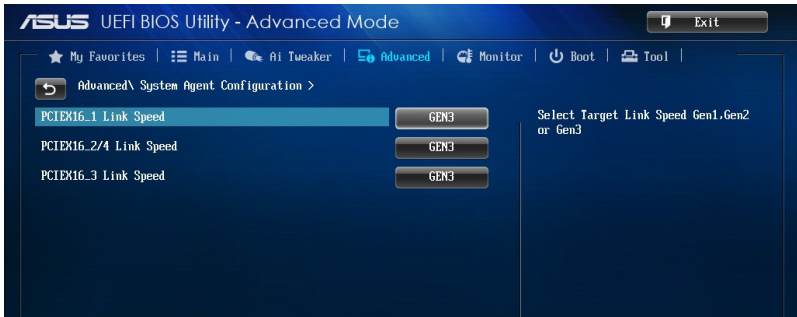 ASUS UEFI BIOS Utility - Advanced Mode
Exit
My Favorites | Main | Ai Tweaker | Advanced | Monitor | Boot | Tool |
Advanced\ System Agent Configuration >
PCIEX16_1 Link Speed GEN3
PCIEX16_2/4 Link Speed GEN3
PCIEX16_3 Link Speed GEN3
Select Target Link Speed Gen1,Gen2
or Gen3